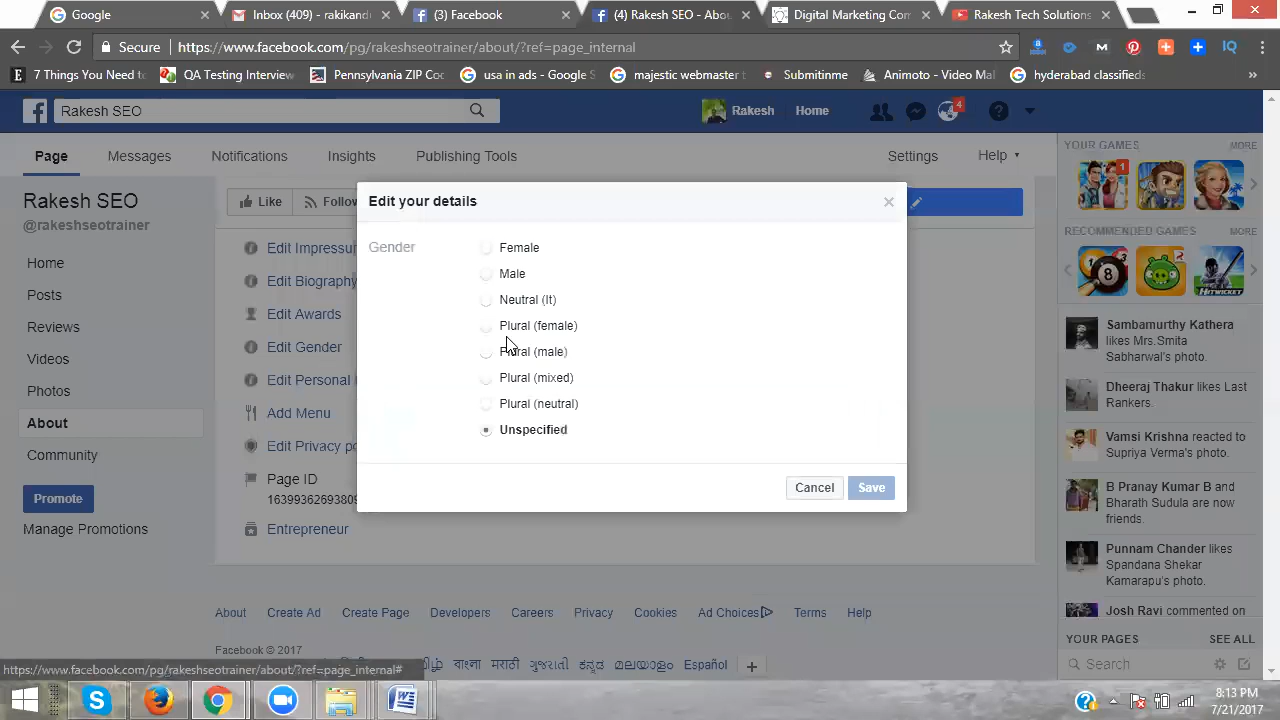 Google
Inbox (409) - rakikandu
(3) Facebook
(4) Rakesh SEO - Abou
Digital Marketing Com
Rakesh Tech Solutions
Secure
https://www.facebook.com/pg/rakeshseotrainer/about/?ref=page_internal
7 Things You Need to
QA Testing Interview
Pennsylvania ZIP Coc
usa in ads - Google S
majestic webmaster t
Submitinme
Animoto - Video Mal
hyderabad classifieds
Rakesh SEO
Rakesh
Home
4
Page
Messages
Notifications
Insights
Publishing Tools
Settings
Help
Rakesh SEO
@rakeshseotrainer
Home
Posts
Reviews
Videos
Photos
About
Community
Promote
Manage Promotions
Like
Follow
Edit Impressu
Edit Biography
Edit Awards
Edit Gender
Edit Personal
Add Menu
Edit Privacy po
Page ID
16399362693809
Entrepreneur
Edit your details
Gender
Female
Male
Neutral (It)
Plural (female)
Plural (male)
Plural (mixed)
Plural (neutral)
Unspecified
Cancel
Save
About
Create Ad
Create Page
Developers
Careers
Privacy
Cookies
Ad Choices
Terms
Help
Facebook © 2017
https://www.facebook.com/pg/rakeshseotrainer/about/?ref=page_internal#
বাংলা
मराठी
ગુજરાતી
ಕನ್ನಡ
മലയാളം
Español
YOUR GAMES
MORE
1
RECOMMENDED GAMES
MORE
8
HITWICKET
Sambamurthy Kathera
likes Mrs.Smita
Sabharwal's photo.
Dheeraj Thakur likes Last
Rankers.
Vamsi Krishna reacted to
Supriya Verma's photo.
B Pranay Kumar B and
Bharath Sudula are now
friends.
Punnam Chander likes
Spandana Shekar
Kamarapu's photo.
Josh Ravi commented on
YOUR PAGES
SEE ALL
Search
8:13 PM
7/21/2017